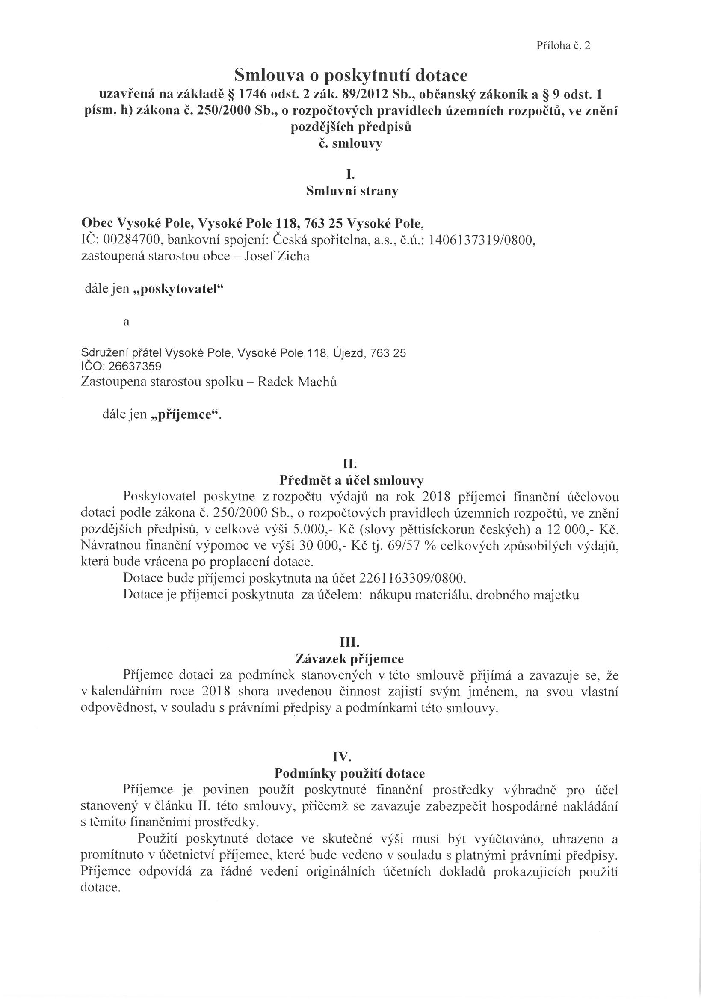 Příloha č. 2
Smlouva o poskytnutí dotace
uzavřená na základě § 1746 odst. 2 zák. 89/2012 Sb., občanský zákoník a § 9 odst. 1
písm. h) zákona č. 250/2000 Sb., o rozpočtových pravidlech územních rozpočtů, ve znění
pozdějších předpisů
č. smlouvy
I.
Smluvní strany
Obec Vysoké Pole, Vysoké Pole 118, 763 25 Vysoké Pole,
IČ: 00284700, bankovní spojení: Česká spořitelna, a.s., č.ú.: 1406137319/0800,
zastoupená starostou obce – Josef Zicha
dále jen „poskytovatel“
a
Sdružení přátel Vysoké Pole, Vysoké Pole 118, Újezd, 763 25
IČO: 26637359
Zastoupena starostou spolku – Radek Machů
dále jen „příjemce“.
II.
Předmět a účel smlouvy
Poskytovatel poskytne z rozpočtu výdajů na rok 2018 příjemci finanční účelovou
dotaci podle zákona č. 250/2000 Sb., o rozpočtových pravidlech územních rozpočtů, ve znění
pozdějších předpisů, v celkové výši 5.000,- Kč (slovy pěttisíckorun českých) a 12 000,- Kč.
Návratnou finanční výpomoc ve výši 30 000,- Kč tj. 69/57 % celkových způsobilých výdajů,
která bude vrácena po proplacení dotace.
Dotace bude příjemci poskytnuta na účet 2261163309/0800.
Dotace je příjemci poskytnuta za účelem: nákupu materiálu, drobného majetku
III.
Závazek příjemce
Příjemce dotaci za podmínek stanovených v této smlouvě přijímá a zavazuje se, že
v kalendářním roce 2018 shora uvedenou činnost zajistí svým jménem, na svou vlastní
odpovědnost, v souladu s právními předpisy a podmínkami této smlouvy.
IV.
Podmínky použití dotace
Příjemce je povinen použít poskytnuté finanční prostředky výhradně pro účel
stanovený v článku II. této smlouvy, přičemž se zavazuje zabezpečit hospodárné nakládání
s těmito finančními prostředky.
Použití poskytnuté dotace ve skutečné výši musí být vyúčtováno, uhrazeno a
promítnuto v účetnictví příjemce, které bude vedeno v souladu s platnými právními předpisy.
Příjemce odpovídá za řádné vedení originálních účetních dokladů prokazujících použití
dotace.